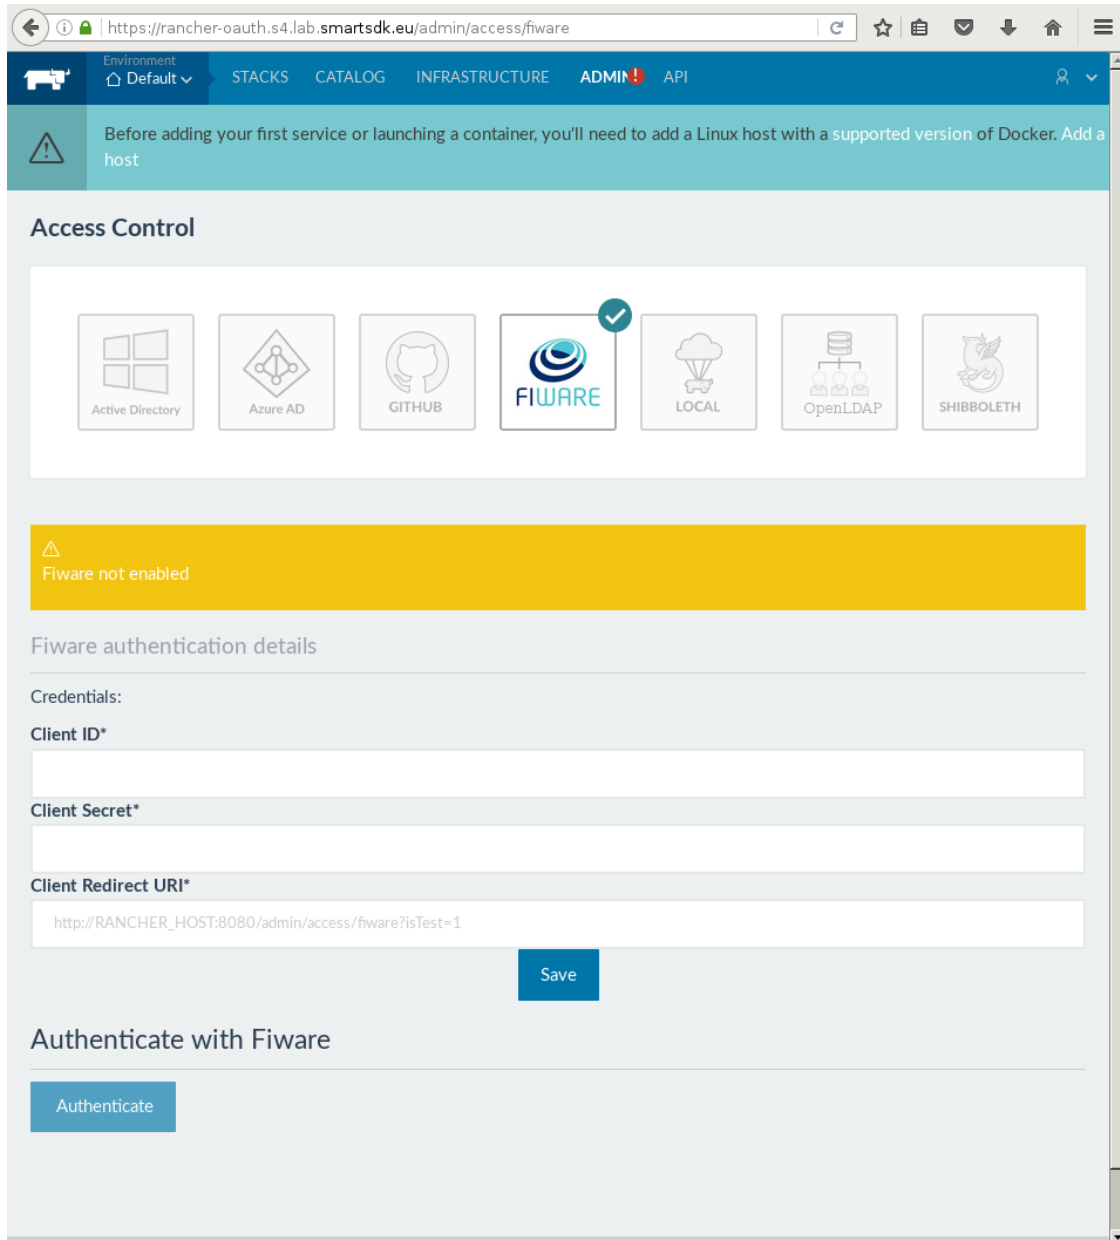 https://rancher-oauth.s4.lab.smartsdk.eu/admin/access/fiware
Environment
Default
STACKS CATALOG INFRASTRUCTURE ADMIN API
Before adding your first service or launching a container, you'll need to add a Linux host with a supported version of Docker. Add a
host
Access Control
Active Directory
Azure AD
GITHUB
FIWARE
LOCAL
OpenLDAP
SHIBBOLETH
Fiware not enabled
Fiware authentication details
Credentials:
Client ID*
Client Secret*
Client Redirect URI*
http://RANCHER_HOST:8080/admin/access/fiware?isTest=1
Save
Authenticate with Fiware
Authenticate